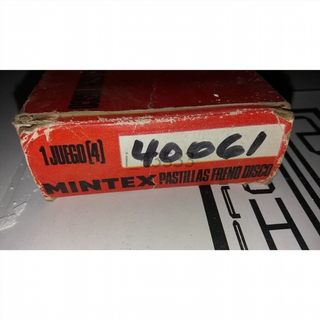 1 JUEGO (4)
40061
MINTEX PASTILLAS FRENO DISCO